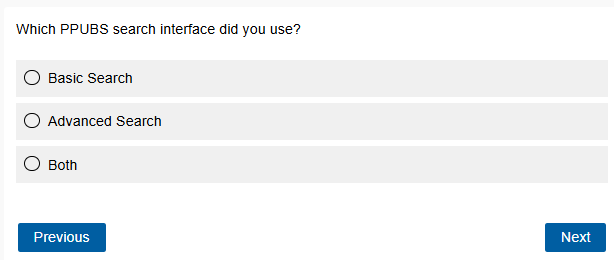 Which PPUBS search interface did you use?
Basic Search
Advanced Search
Both
Previous
Next